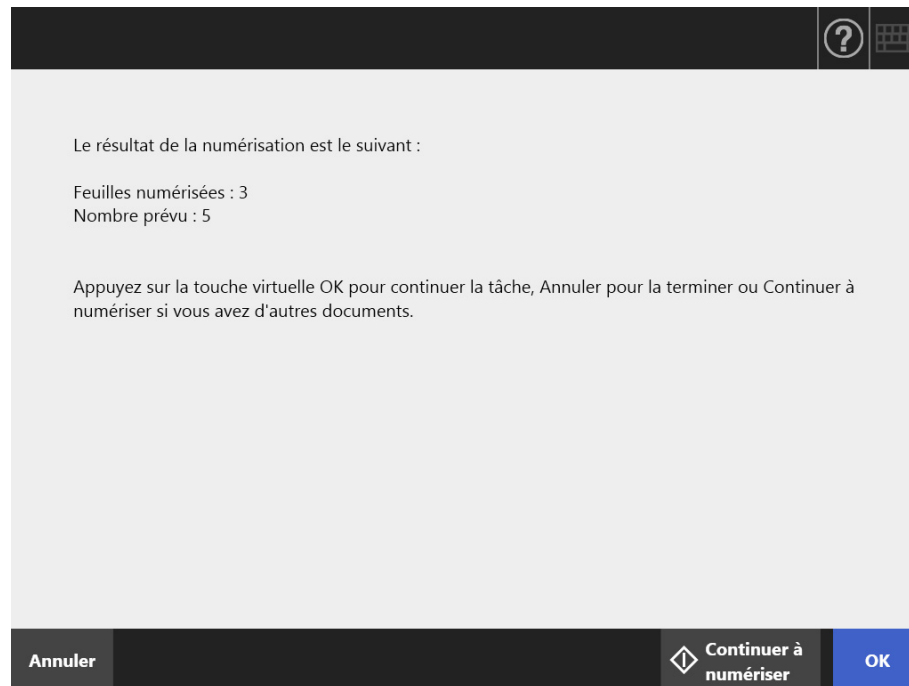 Le résultat de la numérisation est le suivant :
Feuilles numérisées : 3
Nombre prévu : 5
Appuyez sur la touche virtuelle OK pour continuer la tâche, Annuler pour la terminer ou Continuer à
numériser si vous avez d'autres documents.
Annuler
Continuer à
numériser
OK